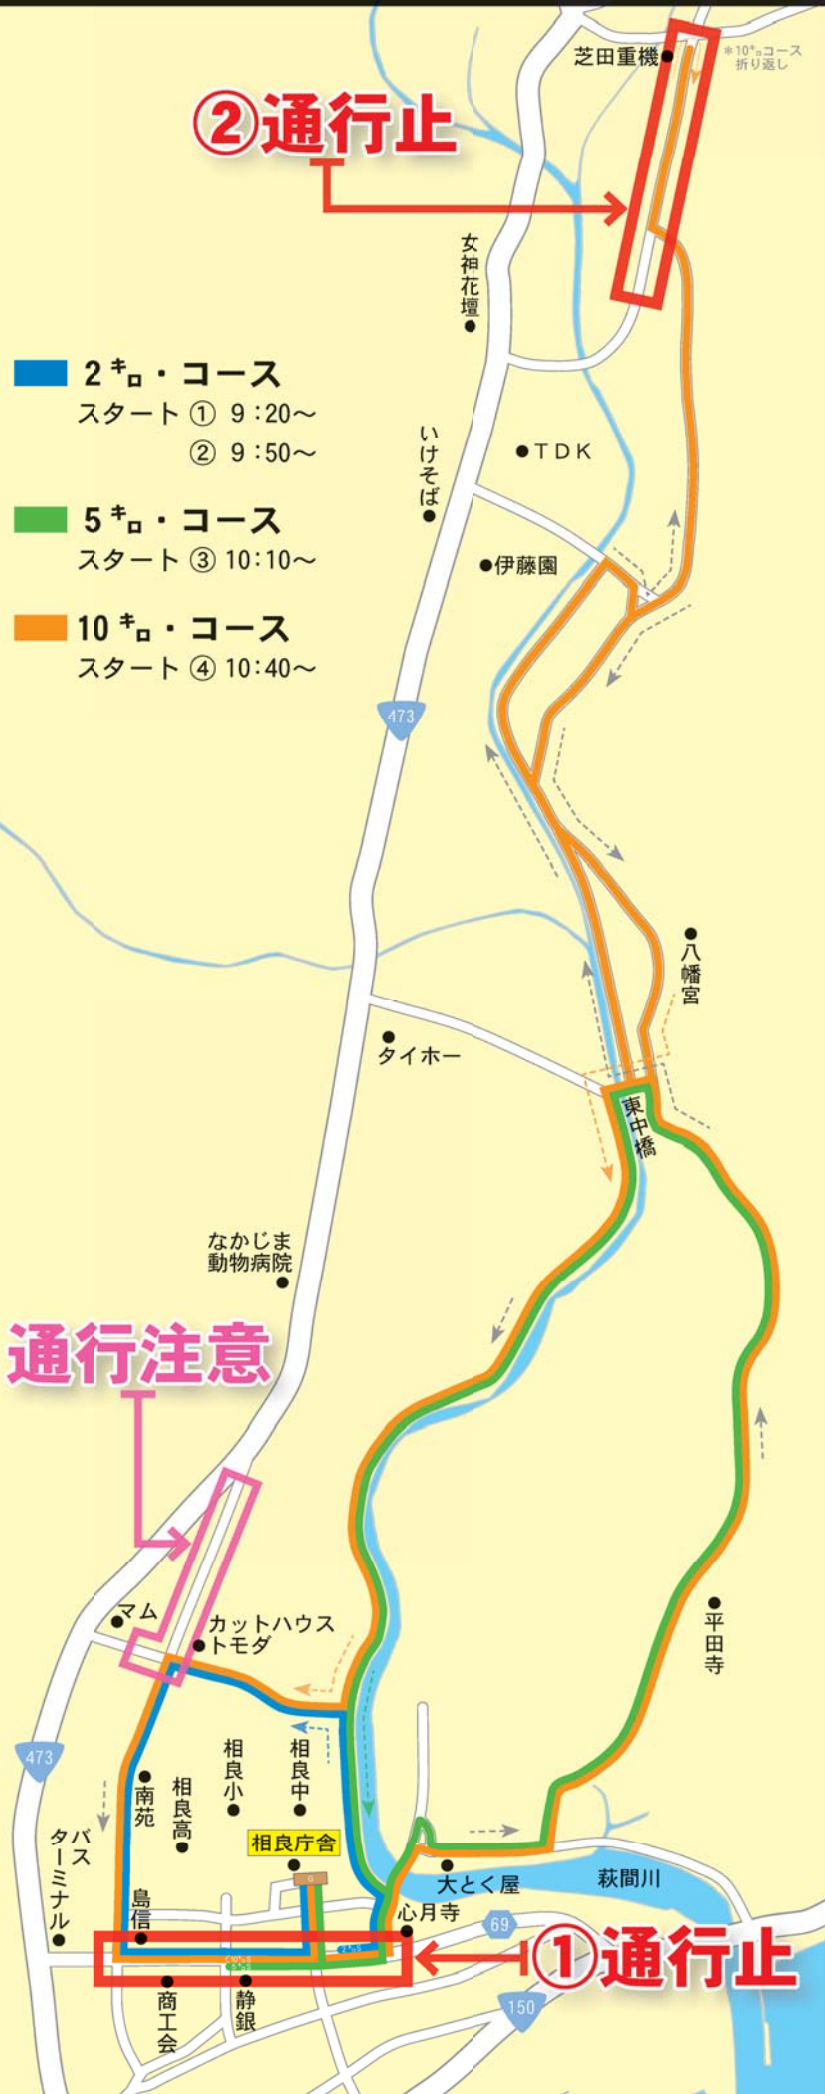 芝田重機
＊10㌔コース
折り返し
②通行止
女神花壇
2㌔・コース
スタート ① 9:20～
② 9:50～
いけそば
TDK
5㌔・コース
スタート ③ 10:10～
伊藤園
10㌔・コース
スタート ④ 10:40～
473
八幡宮
タイホー
東中橋
なかじま
動物病院
通行注意
マム
カットハウス
トモダ
平田寺
473
南苑
相良高
相良小
相良中
バス
ターミナル
相良庁舎
G
大とく屋
萩間川
島信
心月寺
69
①通行止
商工会
静銀
150